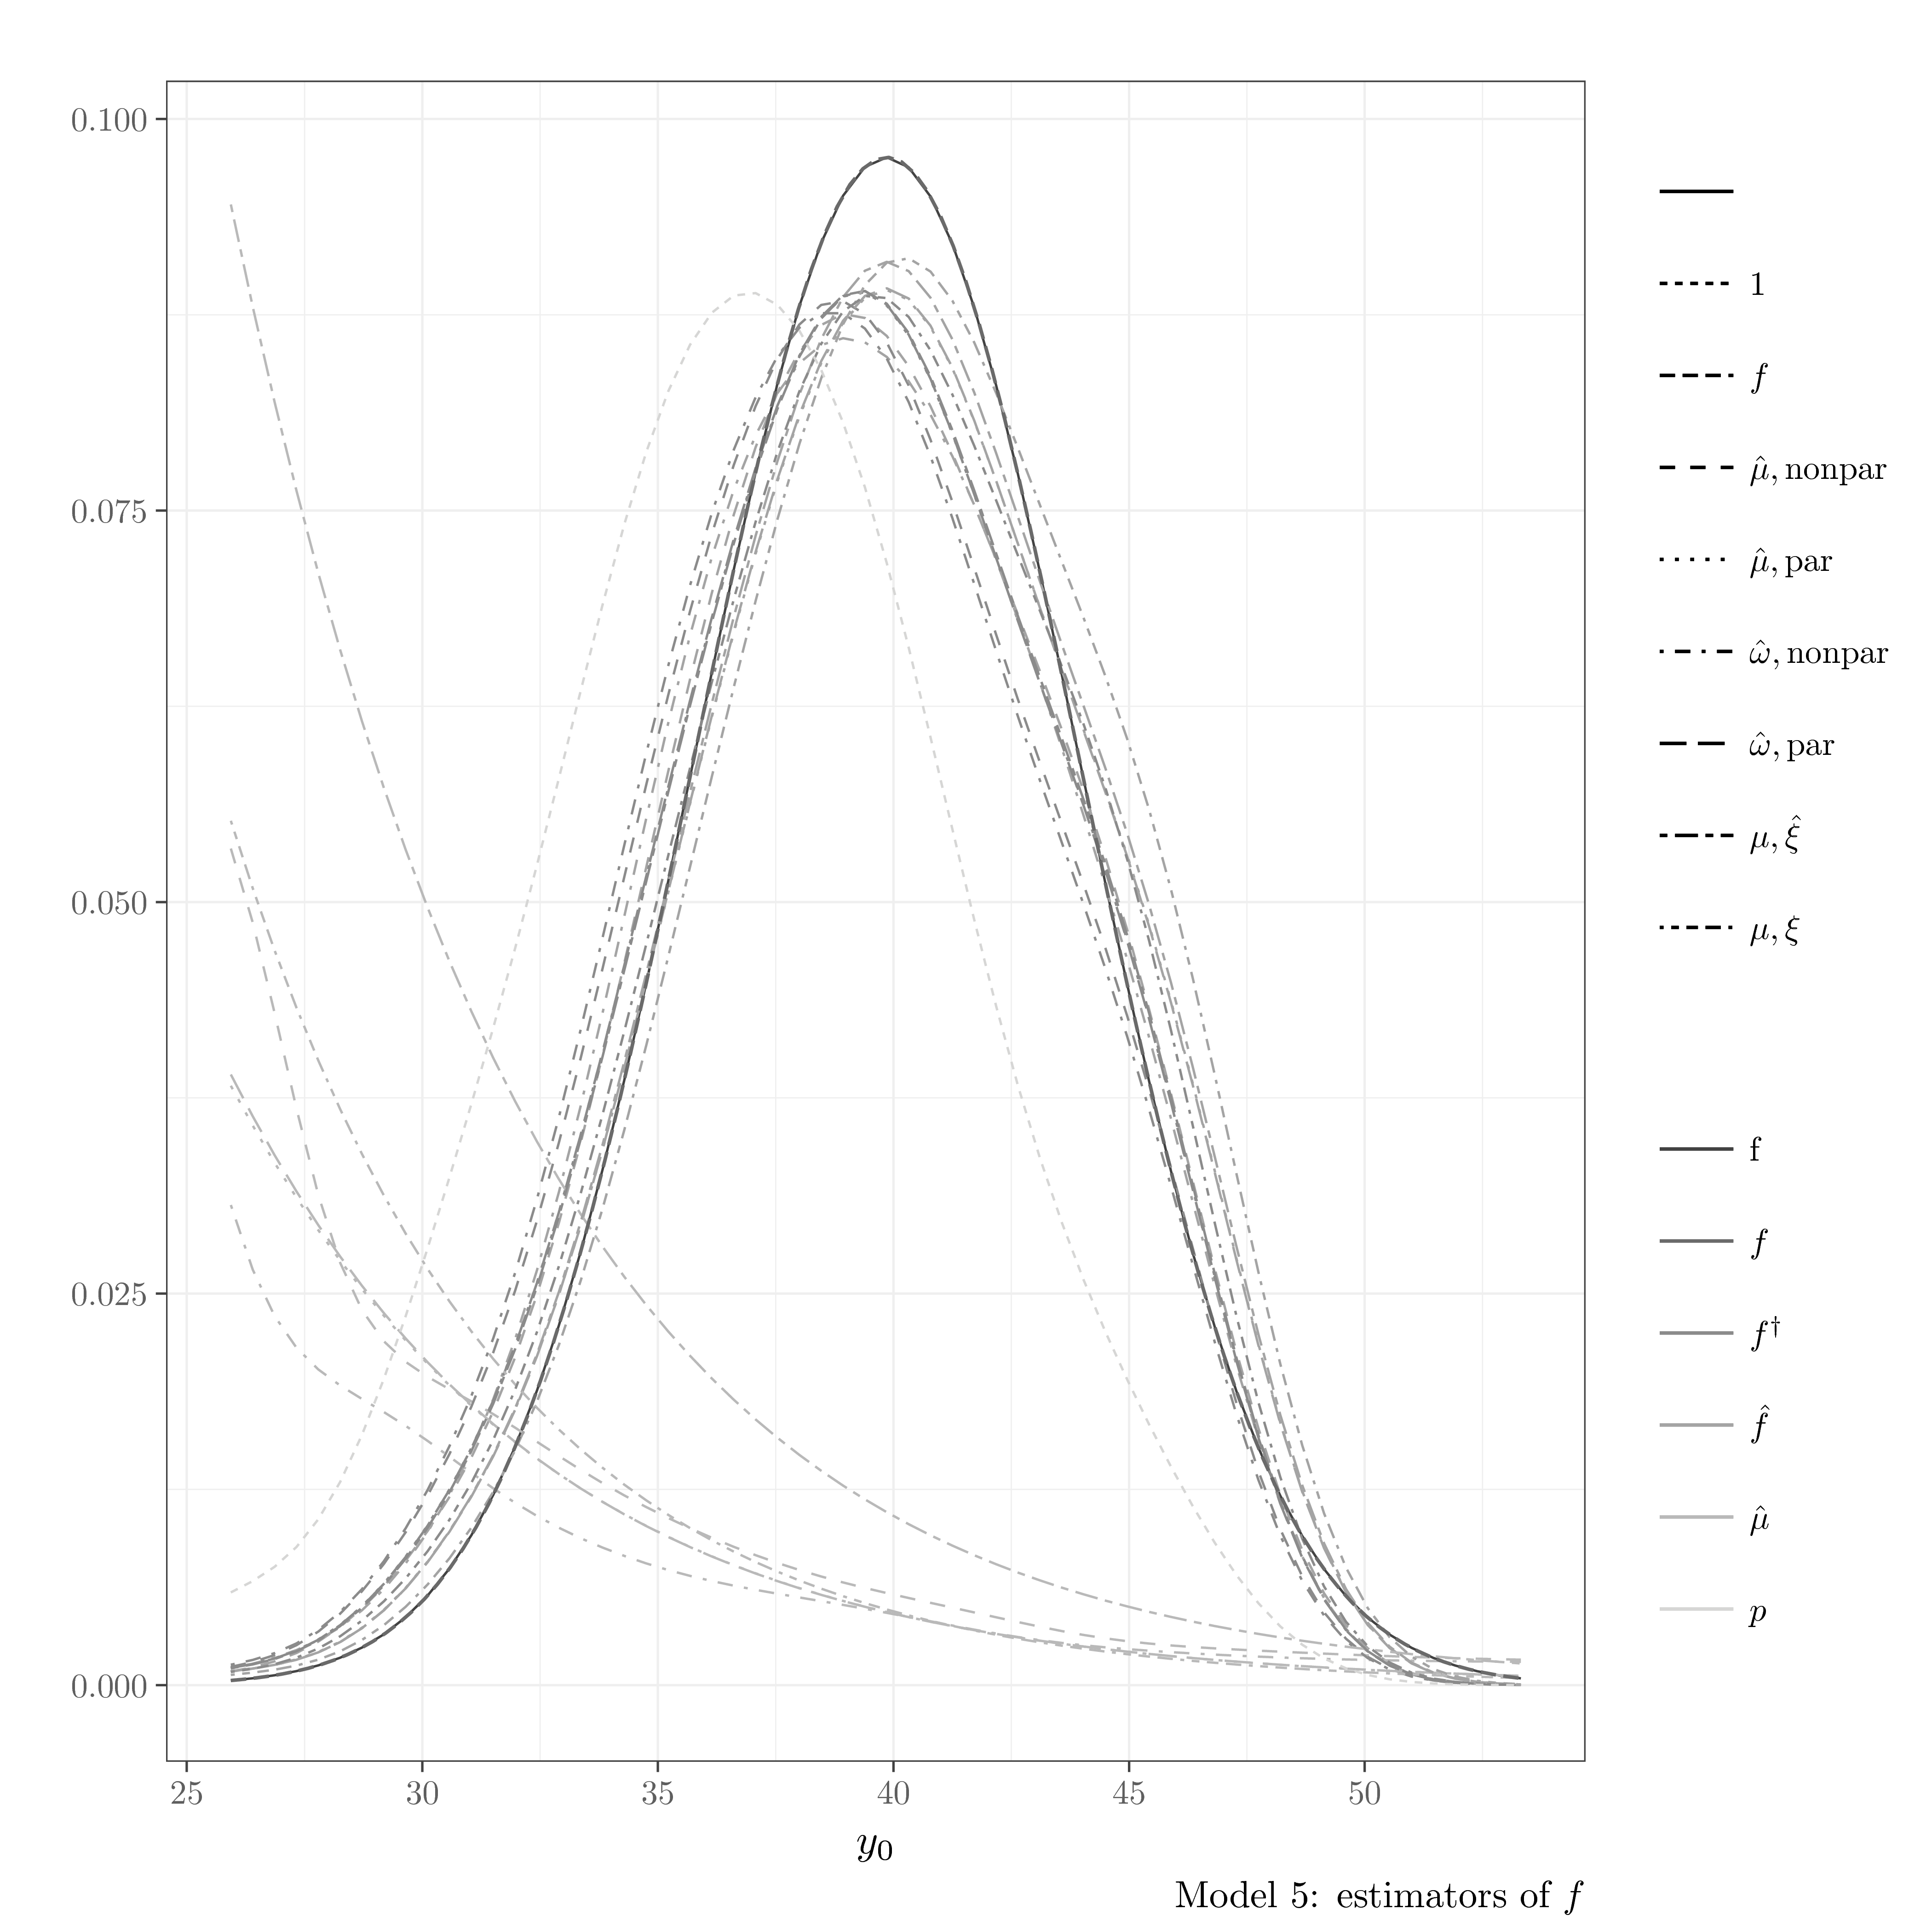 0.100
0.075
0.050
0.025
0.000
25 30 35 40 45 50
y₀
Model 5: estimators of f
1
f
μ̂, nonpar
μ̂, par
ω̂, nonpar
ω̂, par
μ, ξ̂
μ, ξ
f
f
f†
f̂
μ̂
p